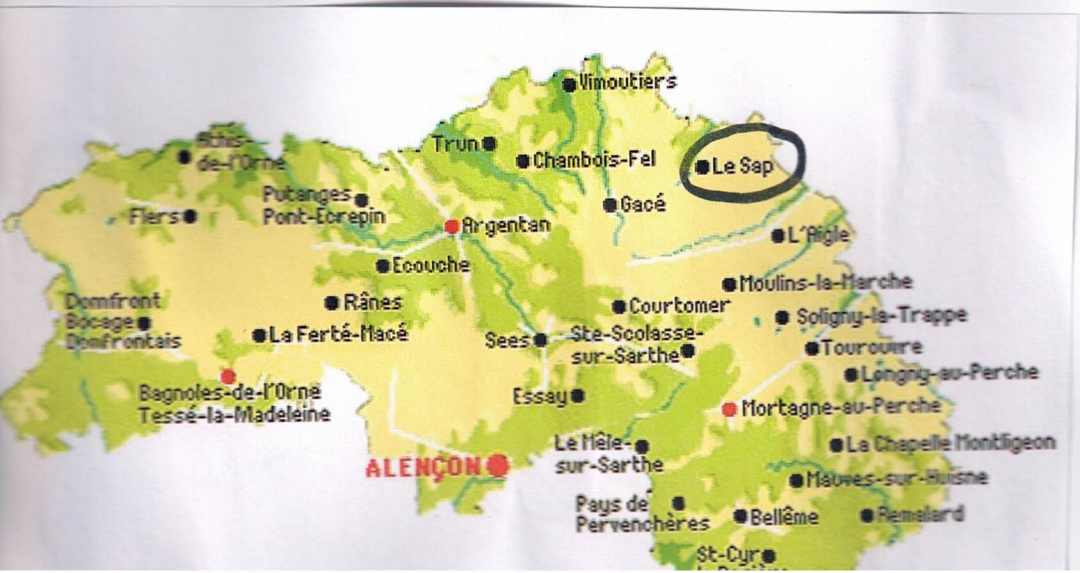 Vimoutiers
Athis-
de-l'Orne
Trun
Chambois-Fel
Le Sap
Putanges
Pont-Ecrepin
Flers
Gacé
Argentan
L'Aigle
Ecouche
Moulins-la-Marche
Domfront
Bocage
Domfrontais
Rânes
Courtomer
Soligny-la-Trappe
La Ferté-Macé
Sees
Ste-Scolasse-
sur-Sarthe
Tourouvre
Longny-au-Perche
Bagnoles-de-l'Orne
Tessé-la-Madeleine
Essay
Mortagne-au-Perche
Le Mêle-
sur-Sarthe
La Chapelle Montligeon
ALENÇON
Mauves-sur-Huisne
Pays de
Pervenchères
Bellême
Remalard
St-Cyr